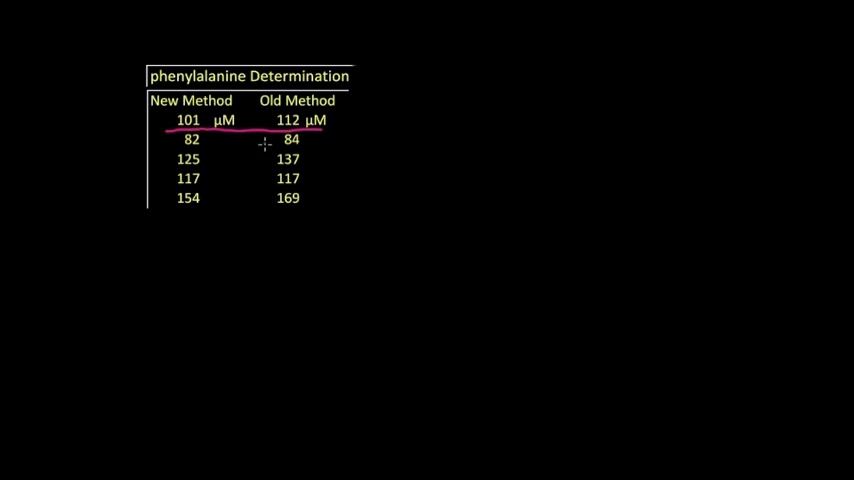 phenylalanine Determination
New Method Old Method
101 μM 112 μM
82 84
125 137
117 117
154 169